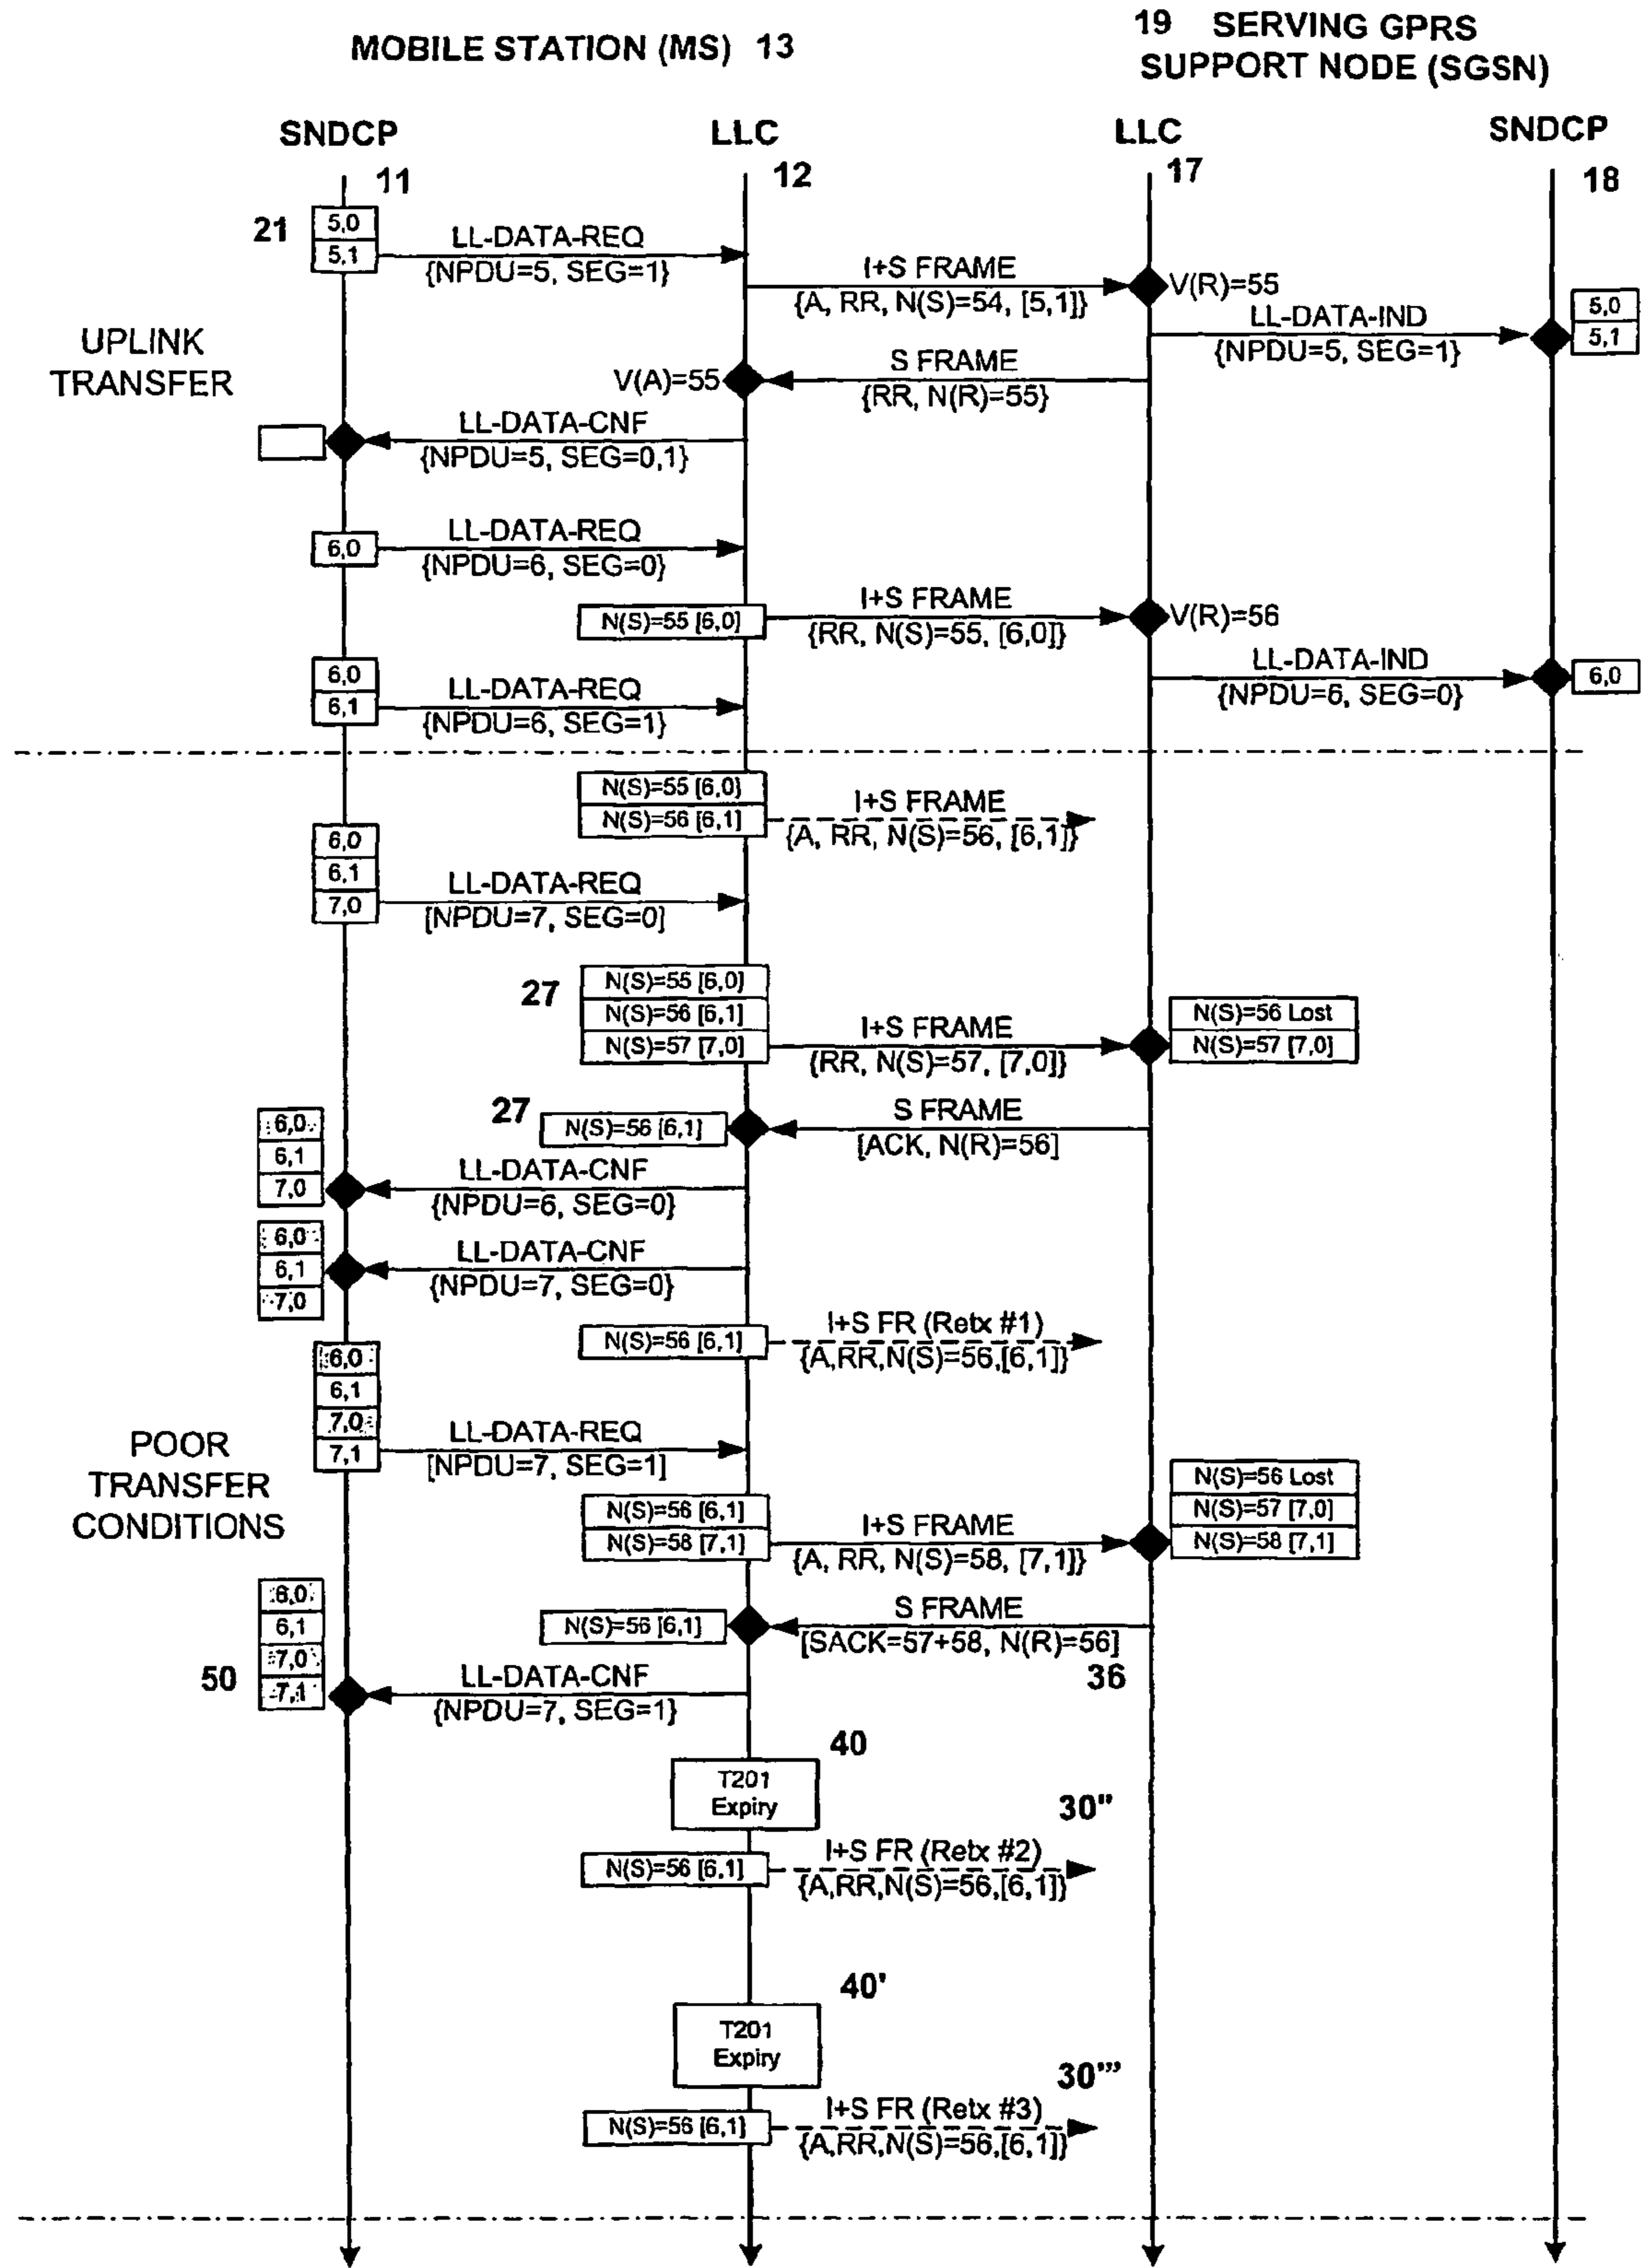 MOBILE STATION (MS) 13
19 SERVING GPRS
SUPPORT NODE (SGSN)
SNDCP
11
LLC
12
LLC
17
SNDCP
18
21
5,0
5,1
LL-DATA-REQ
{NPDU=5, SEG=1}
I+S FRAME
{A, RR, N(S)=54, [5,1]}
V(R)=55
LL-DATA-IND
{NPDU=5, SEG=1}
5,0
5,1
UPLINK
TRANSFER
S FRAME
{RR, N(R)=55}
V(A)=55
LL-DATA-CNF
{NPDU=5, SEG=0,1}
6,0
LL-DATA-REQ
{NPDU=6, SEG=0}
N(S)=55 [6,0]
I+S FRAME
{RR, N(S)=55, [6,0]}
V(R)=56
LL-DATA-IND
{NPDU=6, SEG=0}
6,0
6,0
6,1
LL-DATA-REQ
{NPDU=6, SEG=1}
N(S)=55 [6,0]
N(S)=56 [6,1]
I+S FRAME
{A, RR, N(S)=56, [6,1]}
6,0
6,1
7,0
LL-DATA-REQ
[NPDU=7, SEG=0]
27
N(S)=55 [6,0]
N(S)=56 [6,1]
N(S)=57 [7,0]
I+S FRAME
{RR, N(S)=57, [7,0]}
N(S)=56 Lost
N(S)=57 [7,0]
27
N(S)=56 [6,1]
S FRAME
[ACK, N(R)=56]
6,0
6,1
7,0
LL-DATA-CNF
{NPDU=6, SEG=0}
6,0
6,1
7,0
LL-DATA-CNF
{NPDU=7, SEG=0}
N(S)=56 [6,1]
I+S FR (Retx #1)
{A,RR,N(S)=56,[6,1]}
6,0
6,1
7,0
7,1
LL-DATA-REQ
[NPDU=7, SEG=1]
POOR
TRANSFER
CONDITIONS
N(S)=56 [6,1]
N(S)=58 [7,1]
I+S FRAME
{A, RR, N(S)=58, [7,1]}
N(S)=56 Lost
N(S)=57 [7,0]
N(S)=58 [7,1]
N(S)=56 [6,1]
S FRAME
[SACK=57+58, N(R)=56]
36
50
6,0
6,1
7,0
7,1
LL-DATA-CNF
{NPDU=7, SEG=1}
40
T201
Expiry
30"
N(S)=56 [6,1]
I+S FR (Retx #2)
{A,RR,N(S)=56,[6,1]}
40'
T201
Expiry
30'"
N(S)=56 [6,1]
I+S FR (Retx #3)
{A,RR,N(S)=56,[6,1]}